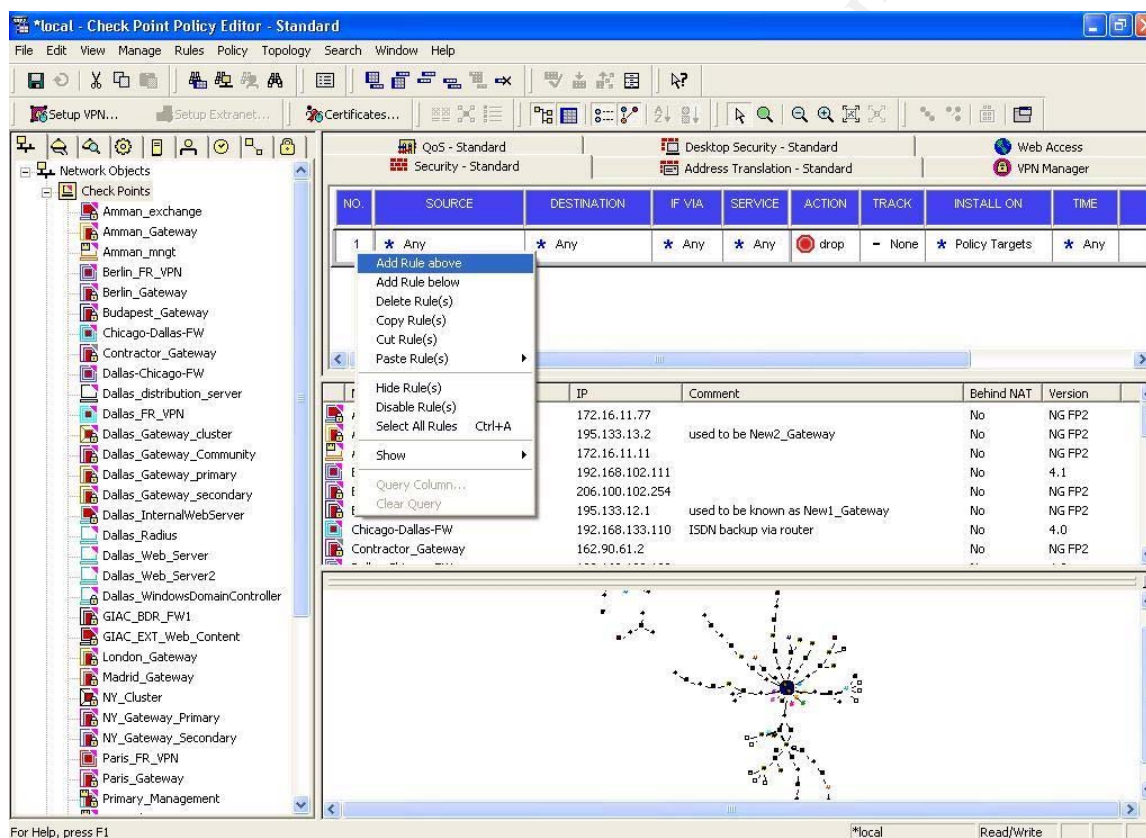 *local - Check Point Policy Editor - Standard
File Edit View Manage Rules Policy Topology Search Window Help
Setup VPN... Setup Extranet... Certificates...
Network Objects
Check Points
Amman_exchange
Amman_Gateway
Amman_mngt
Berlin_FR_VPN
Berlin_Gateway
Budapest_Gateway
Chicago-Dallas-FW
Contractor_Gateway
Dallas-Chicago-FW
Dallas_distribution_server
Dallas_FR_VPN
Dallas_Gateway_cluster
Dallas_Gateway_Community
Dallas_Gateway_primary
Dallas_Gateway_secondary
Dallas_InternalWebServer
Dallas_Radius
Dallas_Web_Server
Dallas_Web_Server2
Dallas_WindowsDomainController
GIAC_BDR_FW1
GIAC_EXT_Web_Content
London_Gateway
Madrid_Gateway
NY_Cluster
NY_Gateway_Primary
NY_Gateway_Secondary
Paris_FR_VPN
Paris_Gateway
Primary_Management
QoS - Standard Desktop Security - Standard Web Access
Security - Standard Address Translation - Standard VPN Manager
NO. SOURCE DESTINATION IF VIA SERVICE ACTION TRACK INSTALL ON TIME
1 * Any * Any * Any * Any drop - None * Policy Targets * Any
Add Rule above
Add Rule below
Delete Rule(s)
Copy Rule(s)
Cut Rule(s)
Paste Rule(s)
Hide Rule(s)
Disable Rule(s)
Select All Rules Ctrl+A
Show
Query Column...
Clear Query
IP Comment Behind NAT Version
172.16.11.77 No NG FP2
195.133.13.2 used to be New2_Gateway No NG FP2
172.16.11.11 No NG FP2
192.168.102.111 No 4.1
206.100.102.254 No NG FP2
195.133.12.1 used to be known as New1_Gateway No NG FP2
Chicago-Dallas-FW 192.168.133.110 ISDN backup via router No 4.0
Contractor_Gateway 162.90.61.2 No NG FP2
For Help, press F1 *local Read/Write